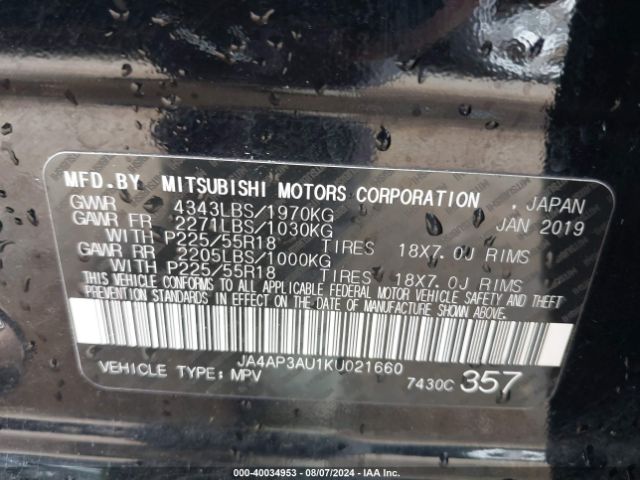 MFD.BY MITSUBISHI MOTORS CORPORATION , JAPAN
GVWR 4343LBS/1970KG JAN 2019
GAWR FR 2271LBS/1030KG
WITH P225/55R18 TIRES 18X7.0J RIMS
GAWR RR 2205LBS/1000KG
WITH P225/55R18 TIRES 18X7.0J RIMS
THIS VEHICLE CONFORMS TO ALL APPLICABLE FEDERAL MOTOR VEHICLE SAFETY AND THEFT
PREVENTION STANDARDS IN EFFECT ON THE DATE OF MANUFACTURE SHOWN ABOVE.
JA4AP3AU1KU021660
VEHICLE TYPE: MPV 7430C 357
000-40034953 - 08/07/2024 - IAA Inc.